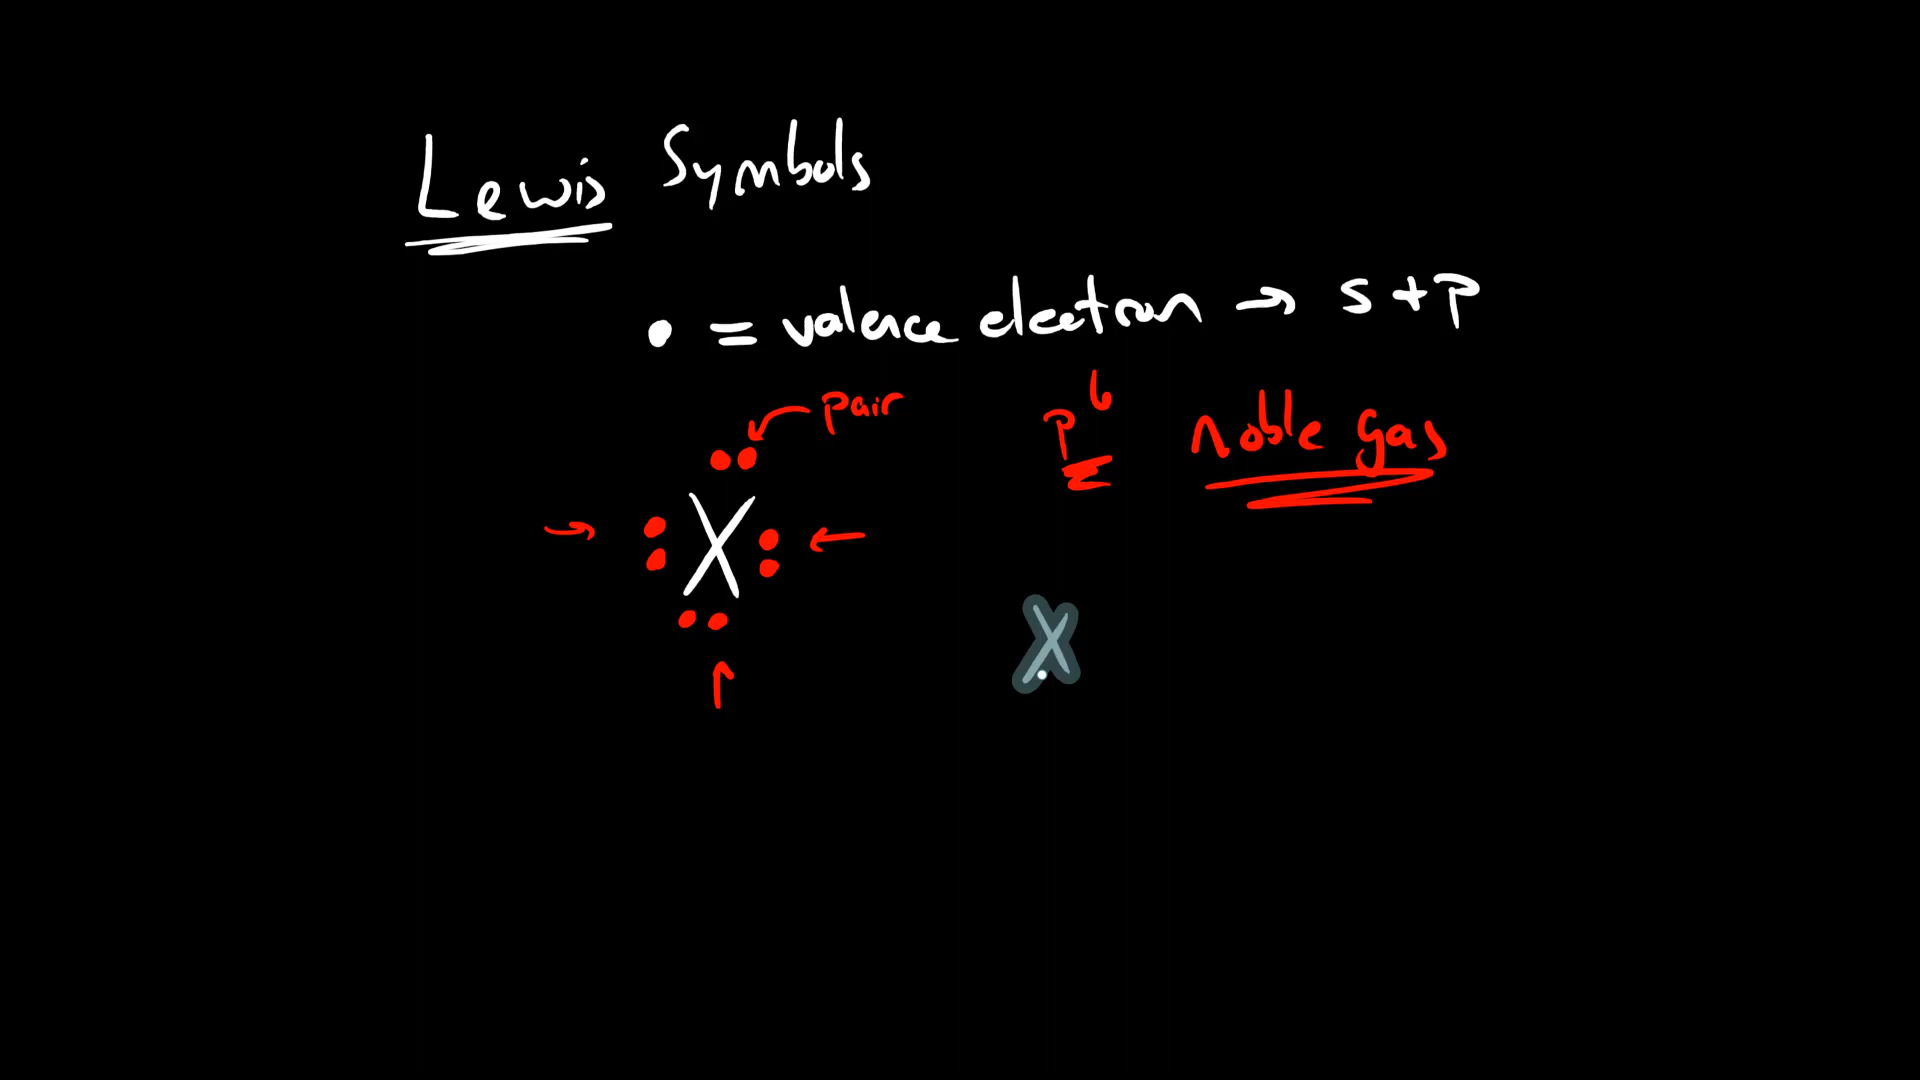 Lewis Symbols
• = valence electron → s + p
pair
p⁶ noble gas
X
X